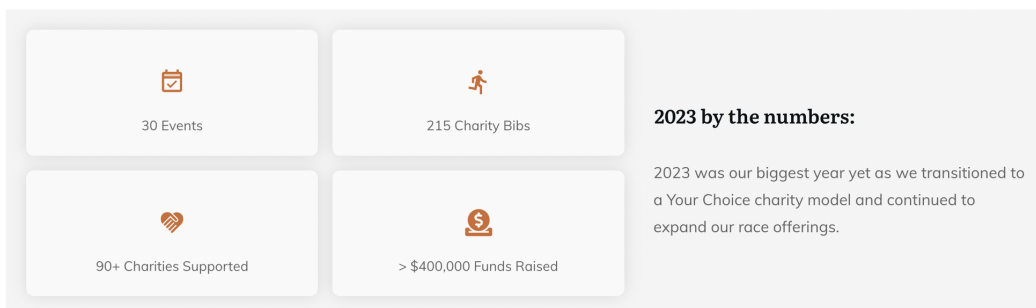 30 Events
215 Charity Bibs
90+ Charities Supported
> $400,000 Funds Raised
2023 by the numbers:
2023 was our biggest year yet as we transitioned to
a Your Choice charity model and continued to
expand our race offerings.